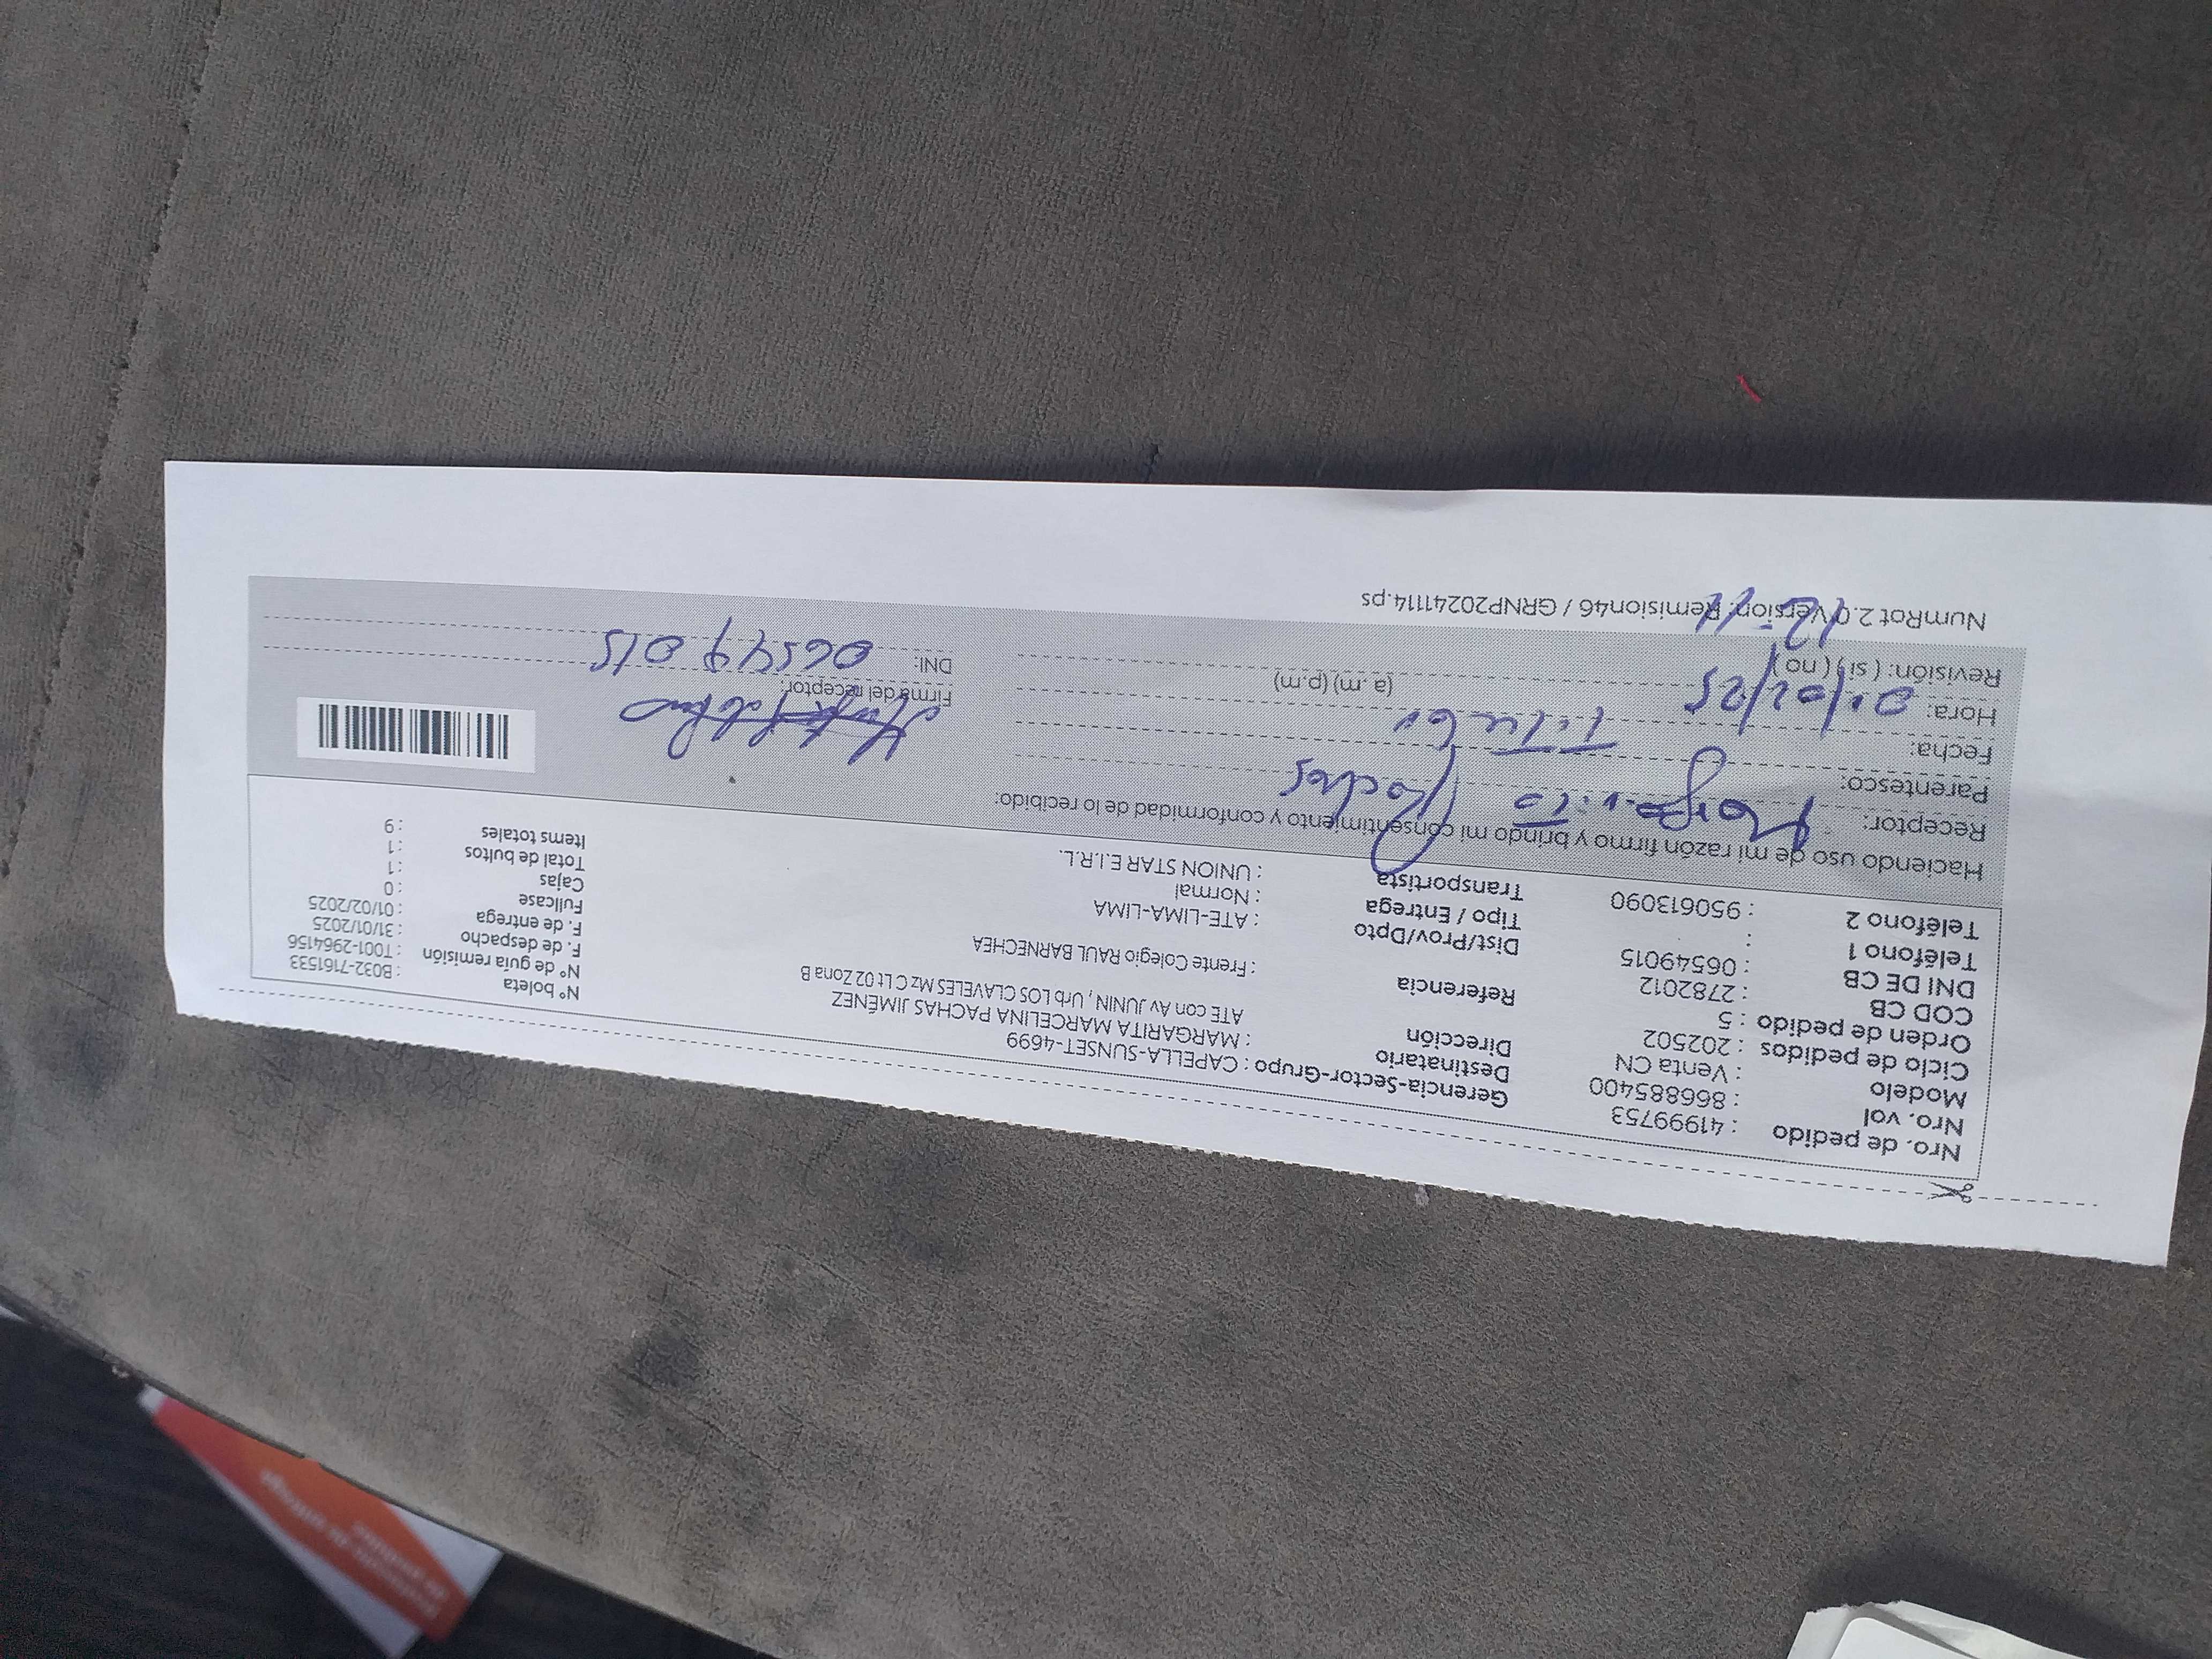 Nro. de pedido : 41999753
Nro. vol : 866885400
Modelo : Venta CN
Ciclo de pedidos : 202502
Orden de pedido : 5
COD CB : 2782012
DNI DE CB : 06549015
Teléfono 1 :
Teléfono 2 : 950613090
Gerencia-Sector-Grupo : CAPELLA-SUNSET-4699
Destinatario : MARGARITA MARCELINA PACHAS JIMÉNEZ
Dirección ATE con Av JUNIN, Urb LOS CLAVELES Mz C Lt 02 Zona B
Referencia : Frente Colegio RAUL BARNECHEA
Dist/Prov/Dpto : ATE-LIMA-LIMA
Tipo / Entrega : Normal
Transportista : UNION STAR E.I.R.L.
N° boleta : B032-7161533
N° de guía remisión : T001-2964156
F. de despacho : 31/01/2025
F. de entrega : 01/02/2025
Fullcase : 0
Cajas : 1
Total de bultos : 1
Items totales : 9
Haciendo uso de mi razón firmo y brindo mi consentimiento y conformidad de lo recibido:
Receptor: Margarita Pachas
Parentesco: Titular
Fecha: 01/02/25
Hora: (a. m) (p.m) 12:11
Revisión: ( si ) ( no )
Firma del receptor:
DNI: 06549015
NumRot 2.0 Version: Remision46 / GRNP20241114.ps